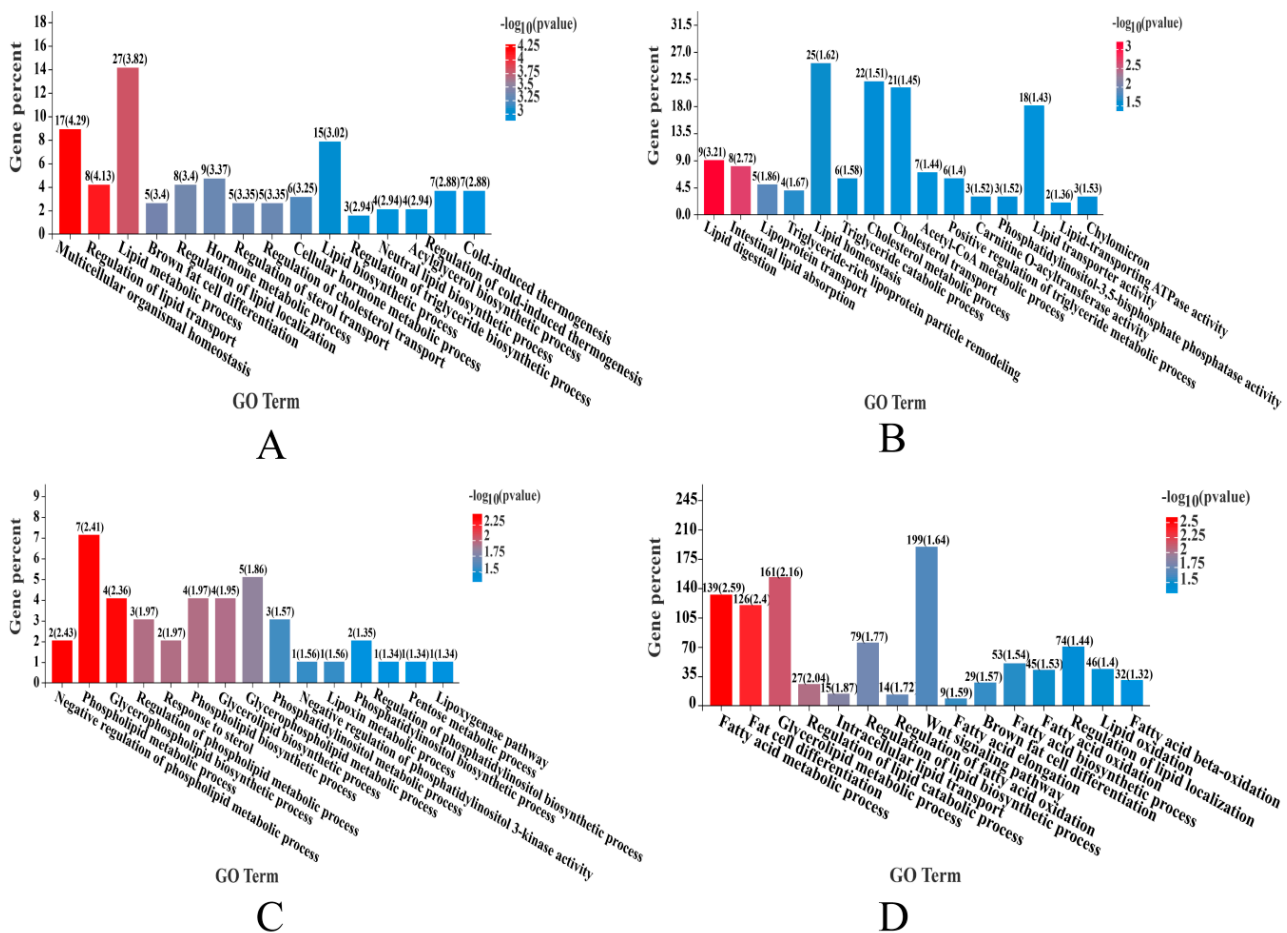 -log10(pvalue)
4.25
4
3.75
3.5
3.25
3
Gene percent
18
16
14
12
10
8
6
4
2
0
17(4.29)
8(4.13)
27(3.82)
5(3.4)
8(3.4)
9(3.37)
5(3.35)
5(3.35)
6(3.25)
15(3.02)
3(2.94)
4(2.94)
4(2.94)
7(2.88)
7(2.88)
Multicellular organismal homeostasis
Regulation of lipid transport
Lipid metabolic process
Brown fat cell differentiation
Regulation of lipid localization
Hormone metabolic process
Regulation of sterol transport
Regulation of cholesterol transport
Cellular hormone metabolic process
Lipid biosynthetic process
Regulation of triglyceride biosynthetic process
Neutral lipid biosynthetic process
Acylglycerol biosynthetic process
Regulation of cold-induced thermogenesis
Cold-induced thermogenesis
GO Term
A
-log10(pvalue)
3
2.5
2
1.5
Gene percent
31.5
27.0
22.5
18.0
13.5
9.0
4.5
0.0
9(3.21)
8(2.72)
5(1.86)
4(1.67)
25(1.62)
6(1.58)
22(1.51)
21(1.45)
7(1.44)
6(1.4)
3(1.52)
3(1.52)
18(1.43)
2(1.36)
3(1.53)
Lipid digestion
Intestinal lipid absorption
Lipoprotein transport
Triglyceride-rich lipoprotein particle remodeling
Lipid homeostasis
Triglyceride catabolic process
Cholesterol metabolic process
Cholesterol transport
Acetyl-CoA metabolic process
Positive regulation of triglyceride metabolic process
Carnitine O-acyltransferase activity
Phosphatidylinositol-3,5-bisphosphate phosphatase activity
Lipid transporter activity
Lipid-transporting ATPase activity
Chylomicron
GO Term
B
-log10(pvalue)
2.25
2
1.75
1.5
Gene percent
9
8
7
6
5
4
3
2
1
0
2(2.43)
7(2.41)
4(2.36)
3(1.97)
2(1.97)
4(1.97)
4(1.95)
5(1.86)
3(1.57)
1(1.56)
1(1.56)
2(1.35)
1(1.34)
1(1.34)
1(1.34)
Negative regulation of phospholipid metabolic process
Phospholipid metabolic process
Glycerophospholipid biosynthetic process
Regulation of phospholipid metabolic process
Response to sterol
Phospholipid biosynthetic process
Glycerolipid biosynthetic process
Glycerophospholipid metabolic process
Phosphatidylinositol metabolic process
Negative regulation of phosphatidylinositol 3-kinase activity
Lipoxin metabolic process
Phosphatidylinositol biosynthetic process
Regulation of phosphatidylinositol biosynthetic process
Pentose metabolic process
Lipoxygenase pathway
GO Term
C
-log10(pvalue)
2.5
2.25
2
1.75
1.5
Gene percent
245
210
175
140
105
70
35
0
139(2.59)
126(2.4)
161(2.16)
27(2.04)
15(1.87)
79(1.77)
14(1.72
199(1.64)
9(1.59)
29(1.57)
53(1.54)
45(1.53)
74(1.44)
46(1.4)
32(1.32)
Fatty acid metabolic process
Fat cell differentiation
Glycerolipid metabolic process
Regulation of lipid catabolic process
Intracellular lipid transport
Regulation of lipid biosynthetic process
Regulation of fatty acid oxidation
Wnt signaling pathway
Fatty acid elongation
Brown fat cell differentiation
Fatty acid biosynthetic process
Fatty acid oxidation
Regulation of lipid localization
Lipid oxidation
Fatty acid beta-oxidation
GO Term
D